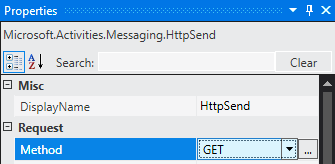 Properties
Microsoft.Activities.Messaging.HttpSend
Search: Clear
Misc
DisplayName HttpSend
Request
Method GET ...